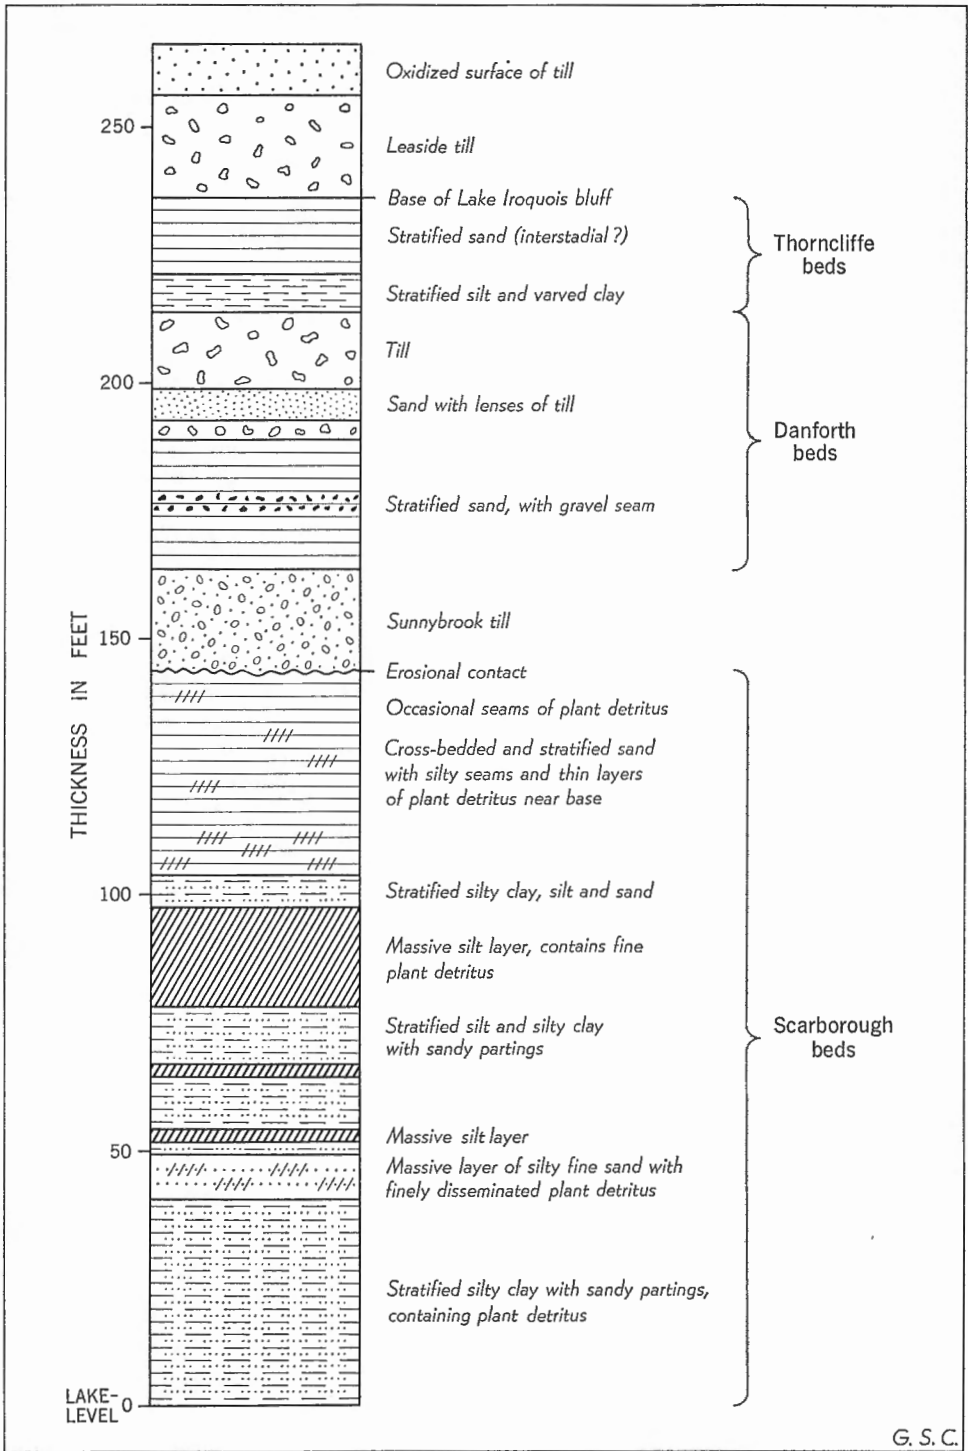 Oxidized surface of till
250
Leaside till
Base of Lake Iroquois bluff
Stratified sand (interstadial ?)
Thorncliffe
beds
Stratified silt and varved clay
Till
200
Sand with lenses of till
Danforth
beds
Stratified sand, with gravel seam
THICKNESS IN FEET
150
Sunnybrook till
Erosional contact
Occasional seams of plant detritus
Cross-bedded and stratified sand
with silty seams and thin layers
of plant detritus near base
100
Stratified silty clay, silt and sand
Massive silt layer, contains fine
plant detritus
Stratified silt and silty clay
with sandy partings
Scarborough
beds
Massive silt layer
50
Massive layer of silty fine sand with
finely disseminated plant detritus
Stratified silty clay with sandy partings,
containing plant detritus
LAKE-
LEVEL 0
G. S. C.